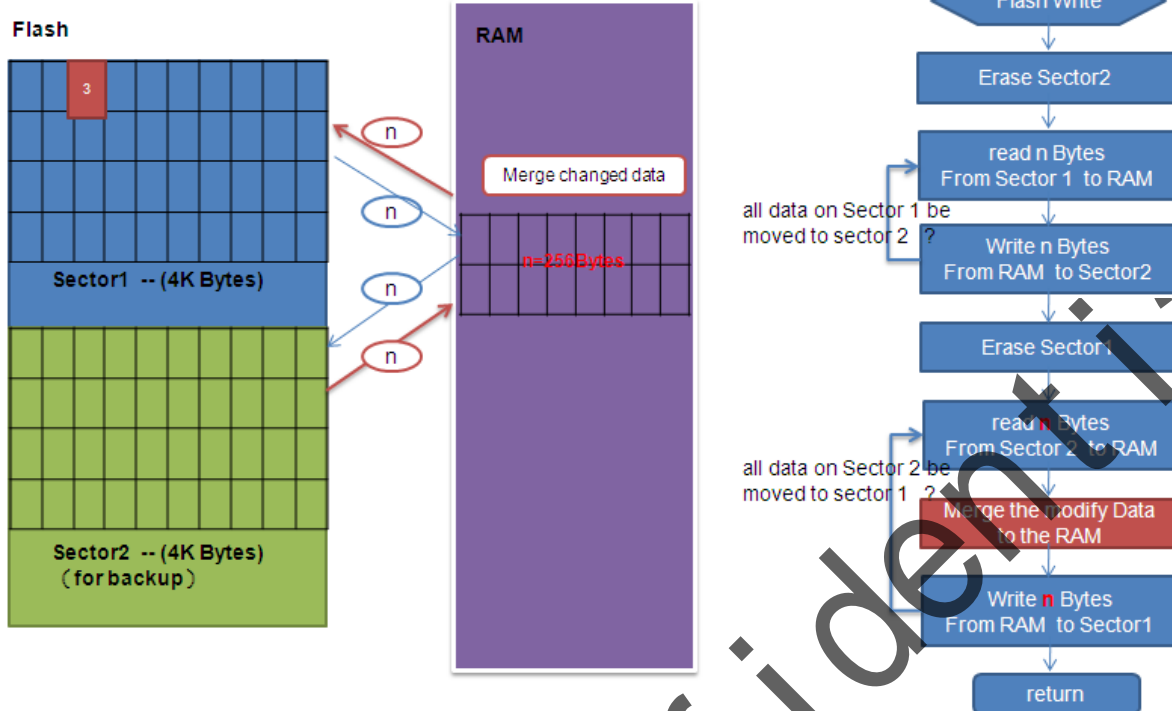 Flash
3
Sector1 -- (4K Bytes)
Sector2 -- (4K Bytes)
（for backup）
n
n
n
n
RAM
Merge changed data
n=256Bytes
Flash Write
Erase Sector2
read n Bytes
From Sector 1 to RAM
all data on Sector 1 be
moved to sector 2 ?
Write n Bytes
From RAM to Sector2
Erase Sector1
read n Bytes
From Sector 2 to RAM
all data on Sector 2 be
moved to sector 1 ?
Merge the modify Data
to the RAM
Write n Bytes
From RAM to Sector1
return